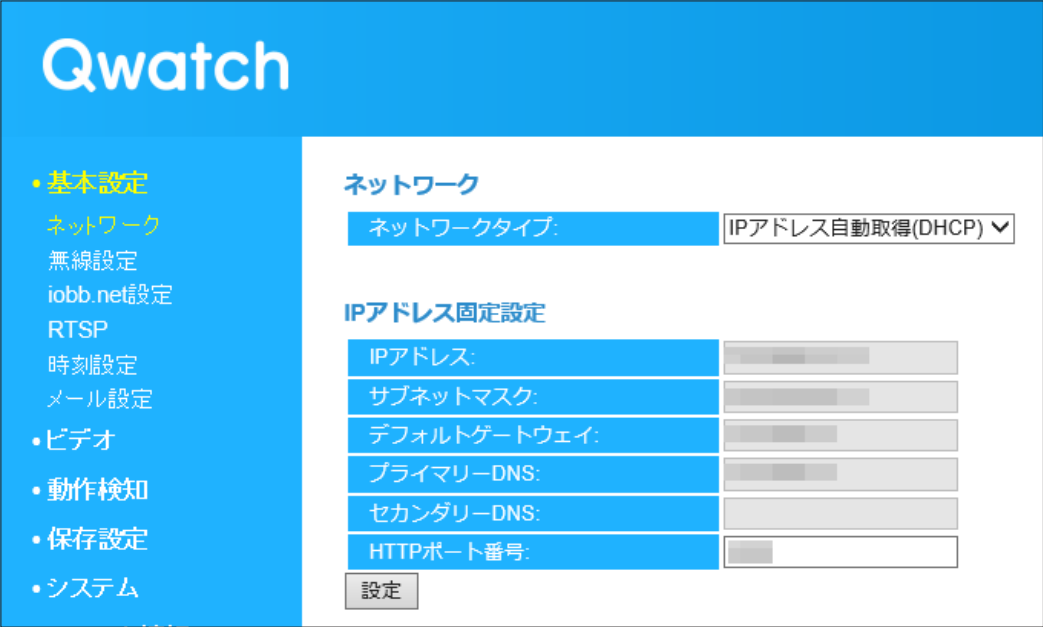 Qwatch
•基本設定
ネットワーク
無線設定
iobb.net設定
RTSP
時刻設定
メール設定
•ビデオ
•動作検知
•保存設定
•システム
ネットワーク
ネットワークタイプ: IPアドレス自動取得(DHCP)
IPアドレス固定設定
IPアドレス:
サブネットマスク:
デフォルトゲートウェイ:
プライマリーDNS:
セカンダリーDNS:
HTTPポート番号:
設定